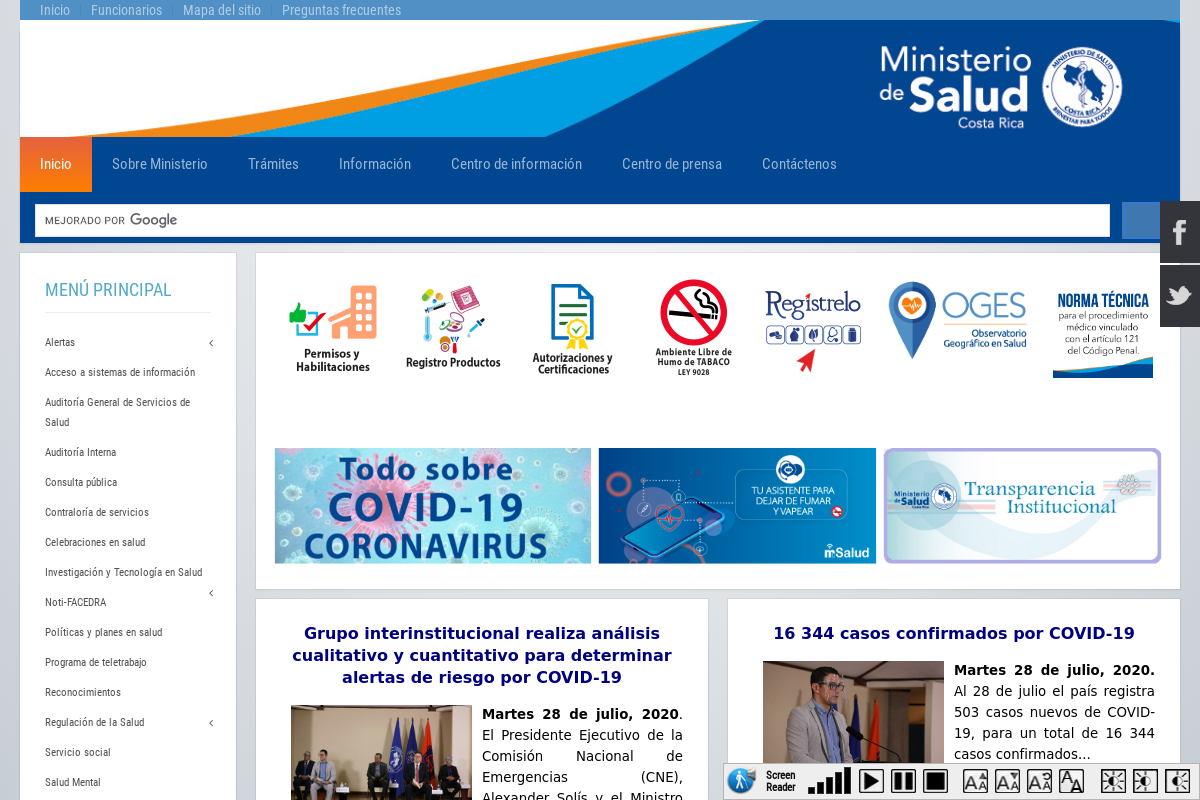 Inicio Funcionarios Mapa del sitio Preguntas frecuentes
Ministerio
de Salud
Costa Rica
MINISTERIO DE SALUD
COSTA RICA
BIENESTAR PARA TODOS
Inicio Sobre Ministerio Trámites Información Centro de información Centro de prensa Contáctenos
MEJORADO POR Google
MENÚ PRINCIPAL
Alertas
Acceso a sistemas de información
Auditoría General de Servicios de
Salud
Auditoría Interna
Consulta pública
Contraloría de servicios
Celebraciones en salud
Investigación y Tecnología en Salud
Noti-FACEDRA
Políticas y planes en salud
Programa de teletrabajo
Reconocimientos
Regulación de la Salud
Servicio social
Salud Mental
Permisos y
Habilitaciones
Registro Productos
Autorizaciones y
Certificaciones
Ambiente Libre de
Humo de TABACO
LEY 9028
Regístrelo
OGES
Observatorio
Geográfico en Salud
NORMA TÉCNICA
para el procedimiento
médico vinculado
con el artículo 121
del Código Penal.
Todo sobre
COVID-19
CORONAVIRUS
TU ASISTENTE PARA
DEJAR DE FUMAR
Y VAPEAR
mSalud
Ministerio
de Salud
Costa Rica
Transparencia
Institucional
Grupo interinstitucional realiza análisis
cualitativo y cuantitativo para determinar
alertas de riesgo por COVID-19
Martes 28 de julio, 2020.
El Presidente Ejecutivo de la
Comisión Nacional de
Emergencias (CNE),
Alexander Solís y el Ministro
16 344 casos confirmados por COVID-19
Martes 28 de julio, 2020.
Al 28 de julio el país registra
503 casos nuevos de COVID-
19, para un total de 16 344
casos confirmados...
Screen
Reader